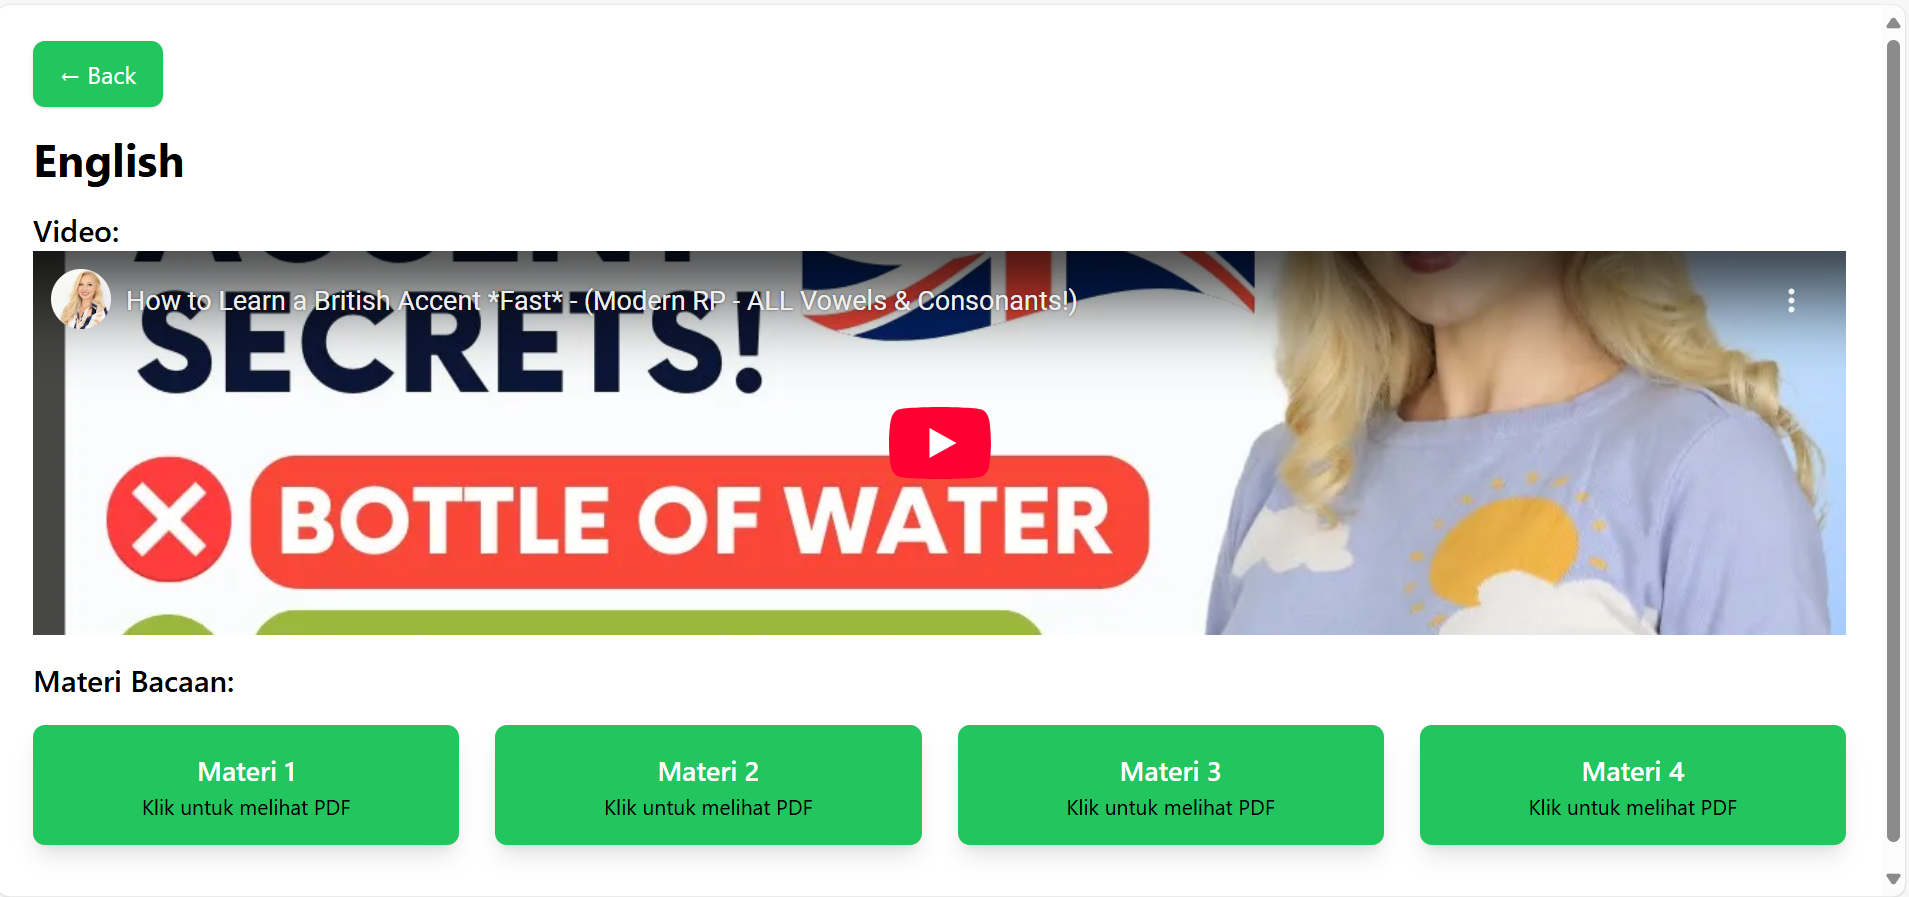 ← Back
English
Video:
How to Learn a British Accent *Fast* - (Modern RP - ALL Vowels & Consonants!)
SECRETS!
BOTTLE OF WATER
Materi Bacaan:
Materi 1
Klik untuk melihat PDF
Materi 2
Klik untuk melihat PDF
Materi 3
Klik untuk melihat PDF
Materi 4
Klik untuk melihat PDF